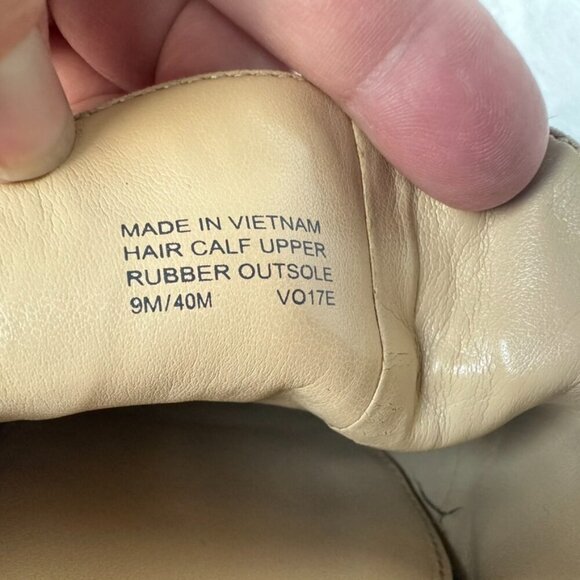 MADE IN VIETNAM
HAIR CALF UPPER
RUBBER OUTSOLE
9M/40M VO17E